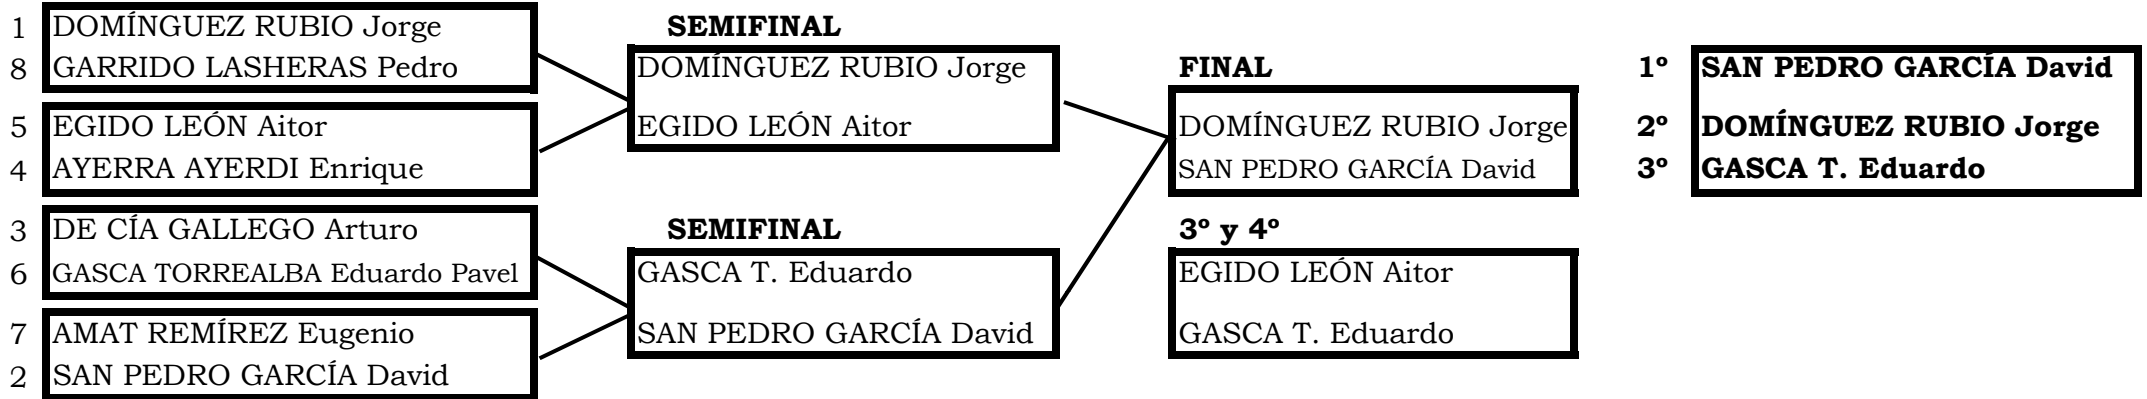 1 DOMÍNGUEZ RUBIO Jorge
8 GARRIDO LASHERAS Pedro
5 EGIDO LEÓN Aitor
4 AYERRA AYERDI Enrique
3 DE CÍA GALLEGO Arturo
6 GASCA TORREALBA Eduardo Pavel
7 AMAT REMÍREZ Eugenio
2 SAN PEDRO GARCÍA David
SEMIFINAL
DOMÍNGUEZ RUBIO Jorge
EGIDO LEÓN Aitor
SEMIFINAL
GASCA T. Eduardo
SAN PEDRO GARCÍA David
FINAL
DOMÍNGUEZ RUBIO Jorge
SAN PEDRO GARCÍA David
3º y 4º
EGIDO LEÓN Aitor
GASCA T. Eduardo
1º SAN PEDRO GARCÍA David
2º DOMÍNGUEZ RUBIO Jorge
3º GASCA T. Eduardo